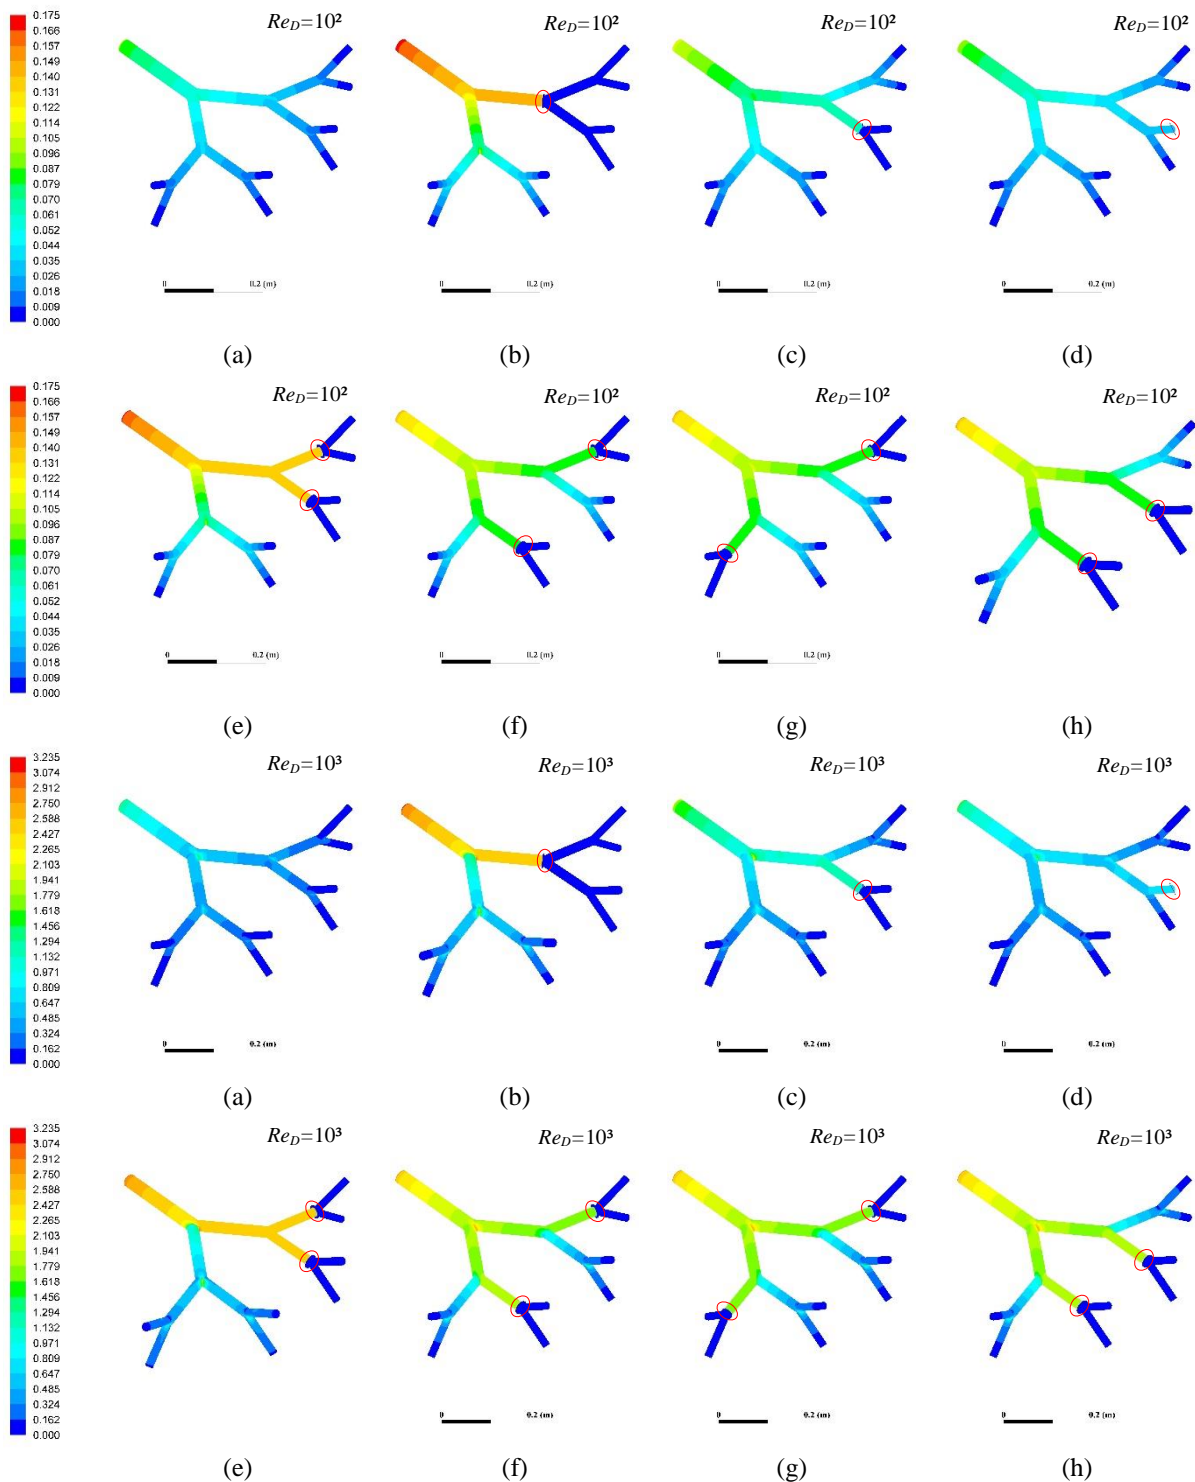 0.175
0.166
0.157
0.149
0.140
0.131
0.122
0.114
0.105
0.096
0.087
0.079
0.070
0.061
0.052
0.044
0.035
0.026
0.018
0.009
0.000
Re_D=10²
Re_D=10²
Re_D=10²
Re_D=10²
0 0.2 (m)
0 0.2 (m)
0 0.2 (m)
0 0.2 (m)
(a)
(b)
(c)
(d)
0.175
0.166
0.157
0.149
0.140
0.131
0.122
0.114
0.105
0.096
0.087
0.079
0.070
0.061
0.052
0.044
0.035
0.026
0.018
0.009
0.000
Re_D=10²
Re_D=10²
Re_D=10²
Re_D=10²
0 0.2 (m)
0 0.2 (m)
0 0.2 (m)
(e)
(f)
(g)
(h)
3.235
3.074
2.912
2.750
2.588
2.427
2.265
2.103
1.941
1.779
1.618
1.456
1.294
1.132
0.971
0.809
0.647
0.485
0.324
0.162
0.000
Re_D=10³
Re_D=10³
Re_D=10³
Re_D=10³
0 0.2 (m)
0 0.2 (m)
0 0.2 (m)
(a)
(b)
(c)
(d)
3.235
3.074
2.912
2.750
2.588
2.427
2.265
2.103
1.941
1.779
1.618
1.456
1.294
1.132
0.971
0.809
0.647
0.485
0.324
0.162
0.000
Re_D=10³
Re_D=10³
Re_D=10³
Re_D=10³
0 0.2 (m)
0 0.2 (m)
0 0.2 (m)
(e)
(f)
(g)
(h)